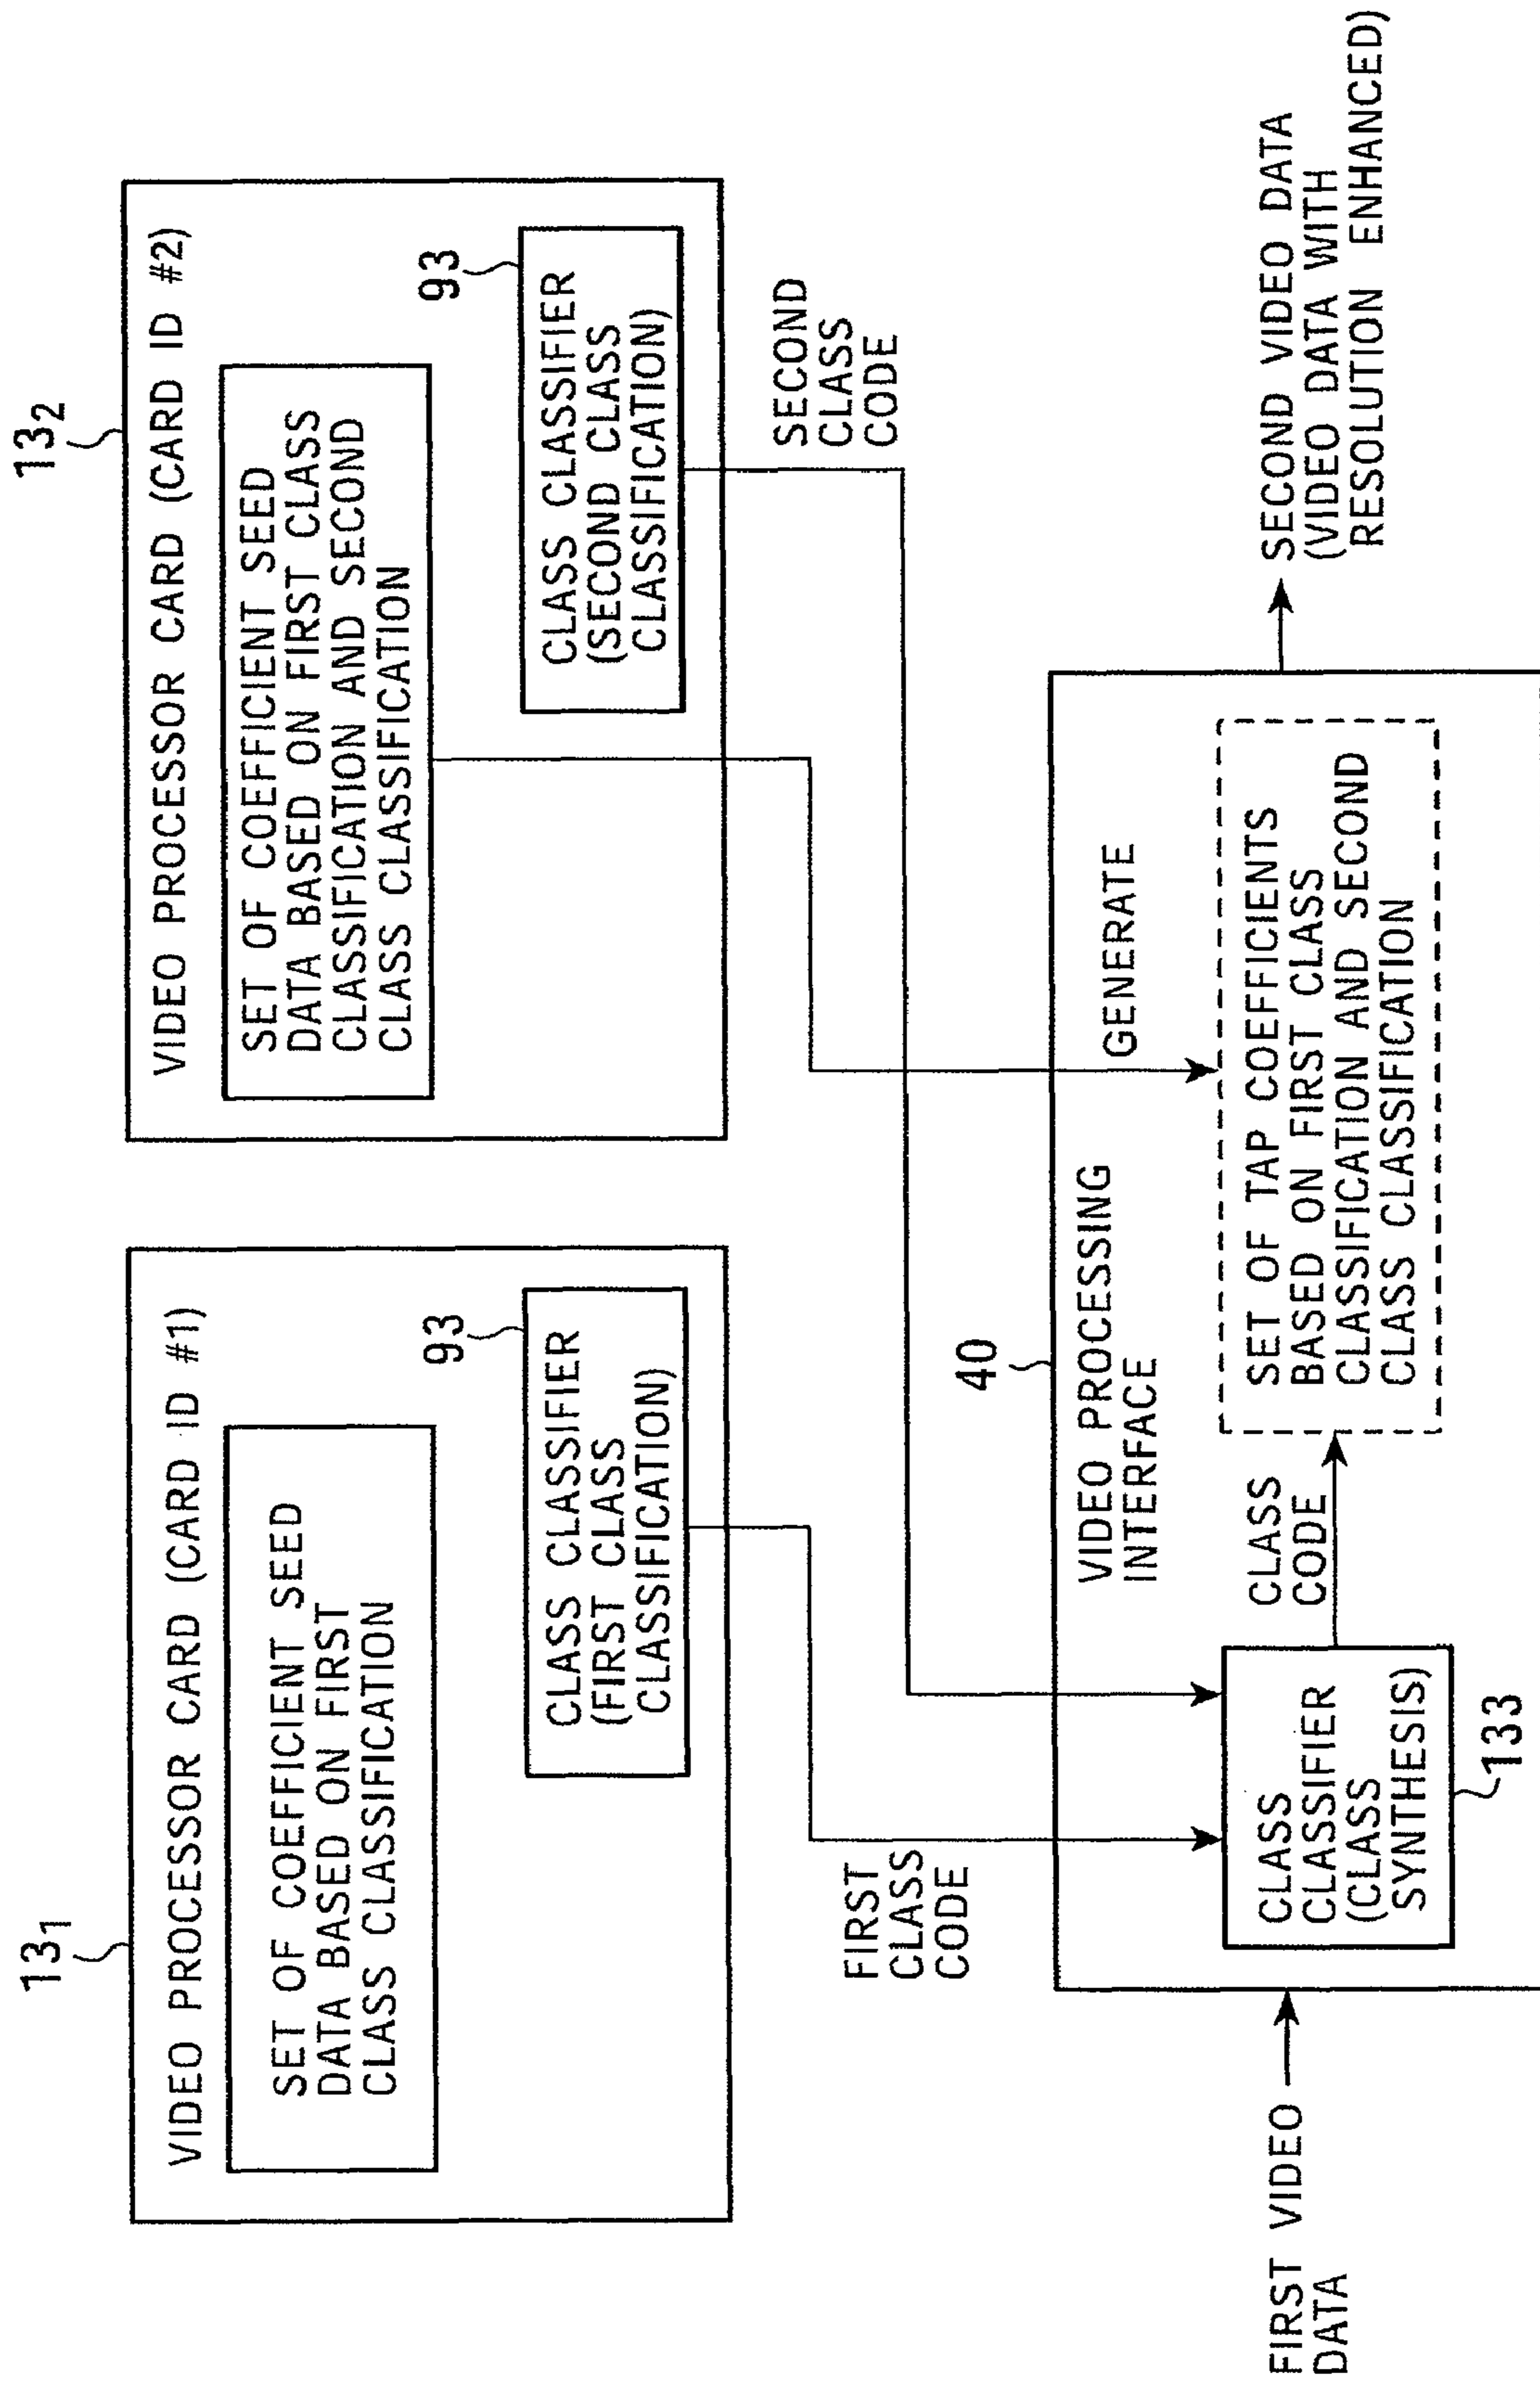 13₁
VIDEO PROCESSOR CARD (CARD ID #1)
SET OF COEFFICIENT SEED
DATA BASED ON FIRST
CLASS CLASSIFICATION
93
CLASS CLASSIFIER
(FIRST CLASS
CLASSIFICATION)
13₂
VIDEO PROCESSOR CARD (CARD ID #2)
SET OF COEFFICIENT SEED
DATA BASED ON FIRST CLASS
CLASSIFICATION AND SECOND
CLASS CLASSIFICATION
93
CLASS CLASSIFIER
(SECOND CLASS
CLASSIFICATION)
FIRST
CLASS
CODE
SECOND
CLASS
CODE
40
VIDEO PROCESSING
INTERFACE
GENERATE
FIRST VIDEO
DATA
CLASS
CLASSIFIER
(CLASS
SYNTHESIS)
133
CLASS
CODE
SET OF TAP COEFFICIENTS
BASED ON FIRST CLASS
CLASSIFICATION AND SECOND
CLASS CLASSIFICATION
SECOND VIDEO DATA
(VIDEO DATA WITH
RESOLUTION ENHANCED)